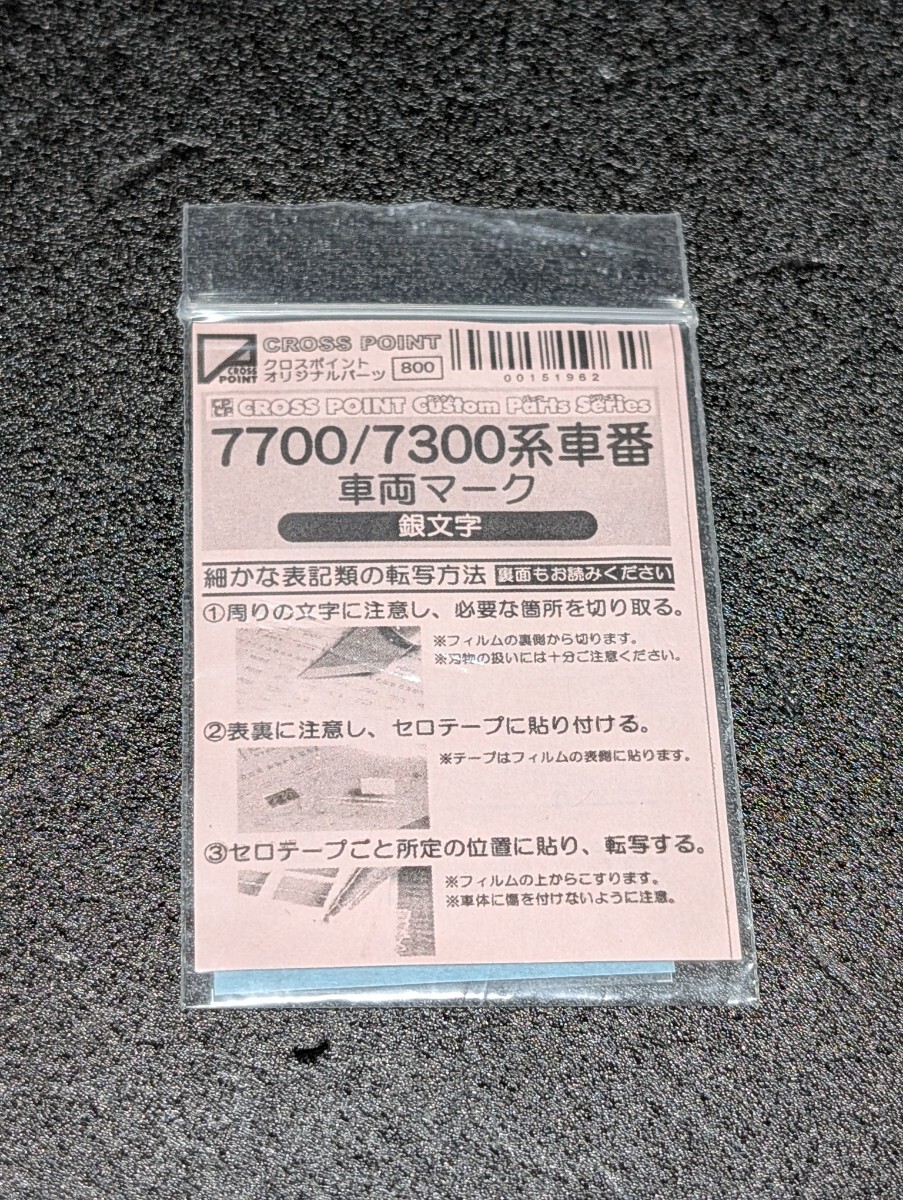 CROSS POINT
CROSS POINT
クロスポイント
オリジナルパーツ
800
00151962
CROSS POINT Custom Parts Series
7700/7300系車番
車両マーク
銀文字
細かな表記類の転写方法 裏面もお読みください
①周りの文字に注意し、必要な箇所を切り取る。
※フィルムの裏側から切ります。
※刃物の扱いには十分ご注意ください。
②表裏に注意し、セロテープに貼り付ける。
※テープはフィルムの表側に貼ります。
③セロテープごと所定の位置に貼り、転写する。
※フィルムの上からこすります。
※車体に傷を付けないように注意。